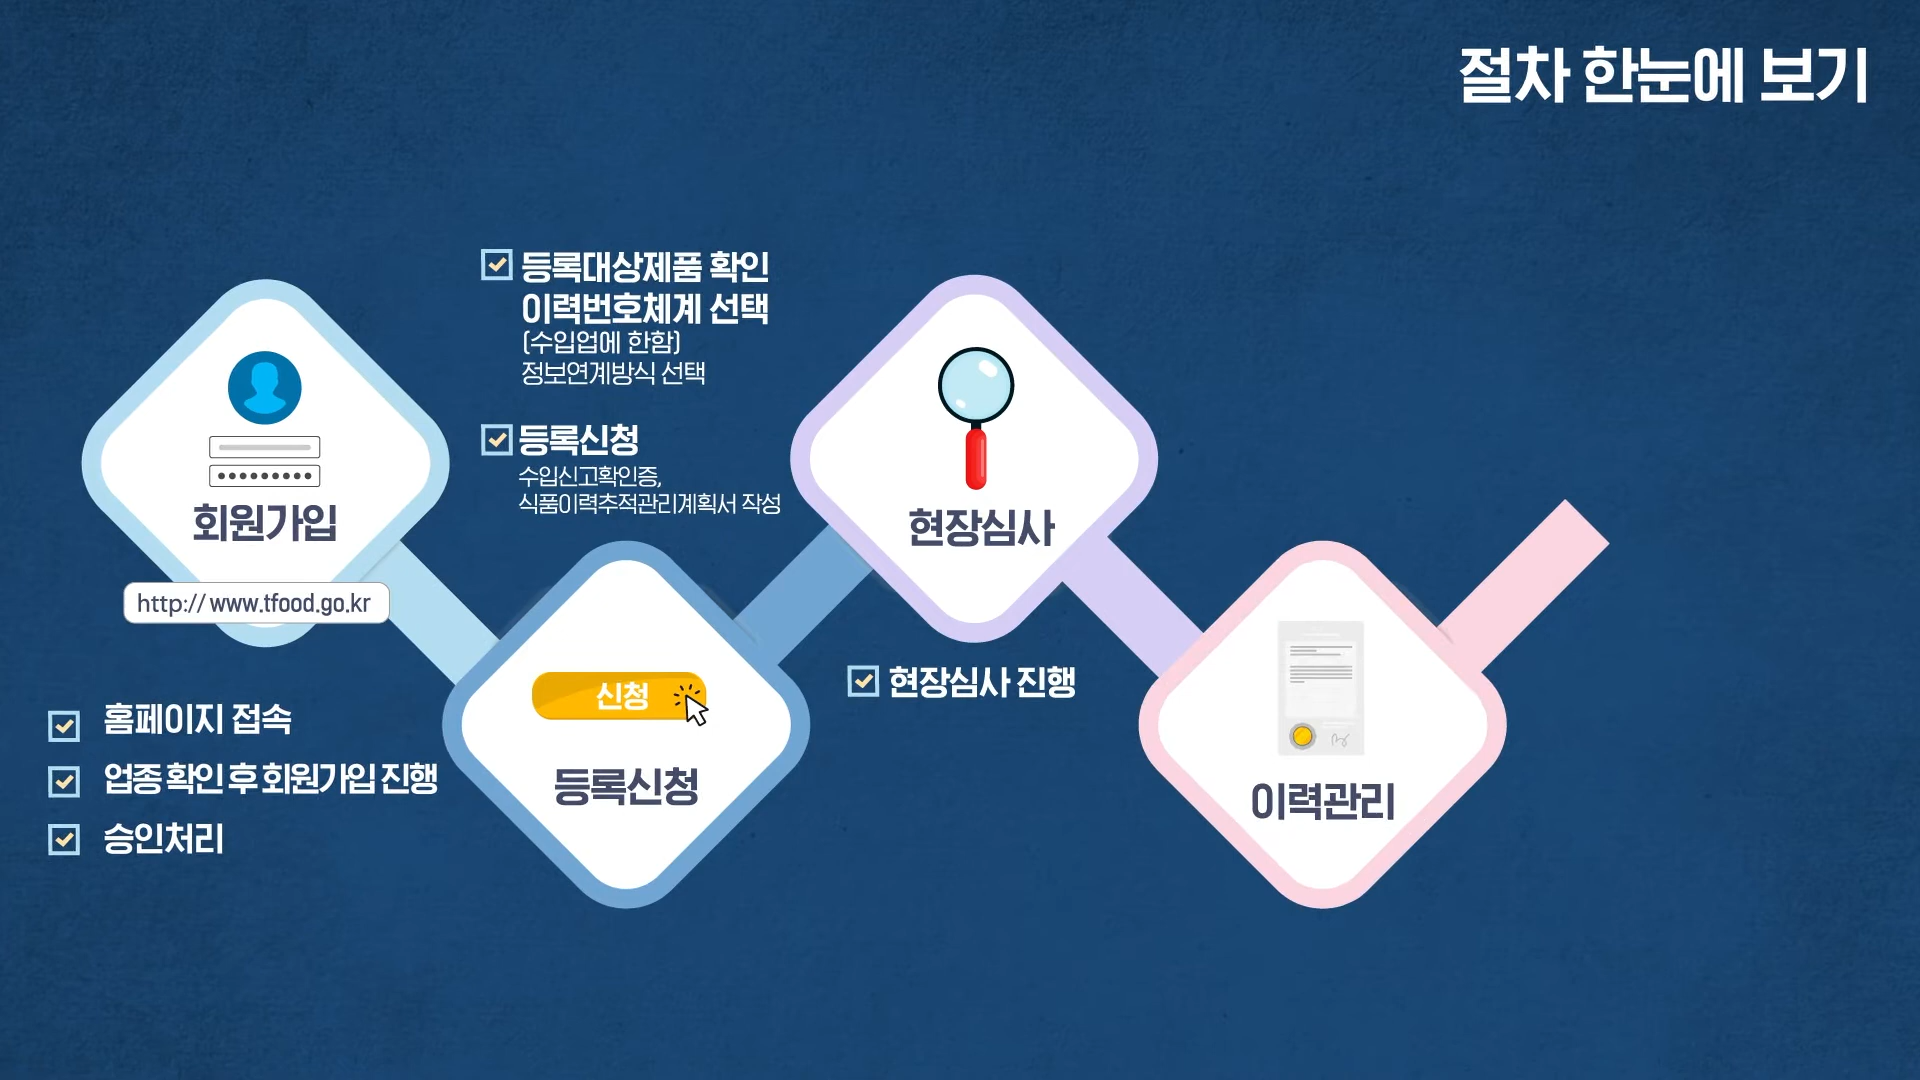 절차 한눈에 보기
회원가입
http://www.tfood.go.kr
홈페이지 접속
업종 확인 후 회원가입 진행
승인처리
등록대상제품 확인
이력번호체계 선택
(수입업에 한함)
정보연계방식 선택
등록신청
수입신고확인증,
식품이력추적관리계획서 작성
신청
등록신청
현장심사
현장심사 진행
이력관리